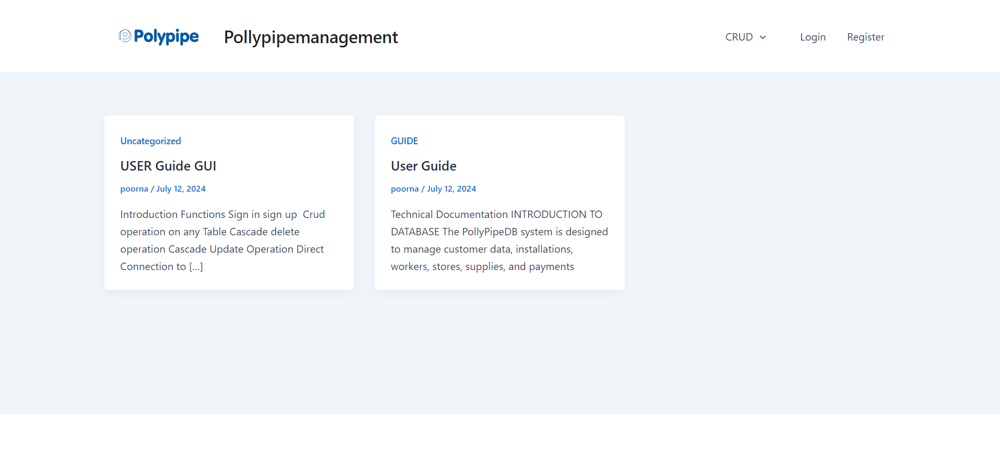 Polypipe
Pollypipemanagement
CRUD
Login
Register
Uncategorized
USER Guide GUI
poorna / July 12, 2024
Introduction Functions Sign in sign up  Crud
operation on any Table Cascade delete
operation Cascade Update Operation Direct
Connection to […]
GUIDE
User Guide
poorna / July 12, 2024
Technical Documentation INTRODUCTION TO
DATABASE The PollyPipeDB system is designed
to manage customer data, installations,
workers, stores, supplies, and payments